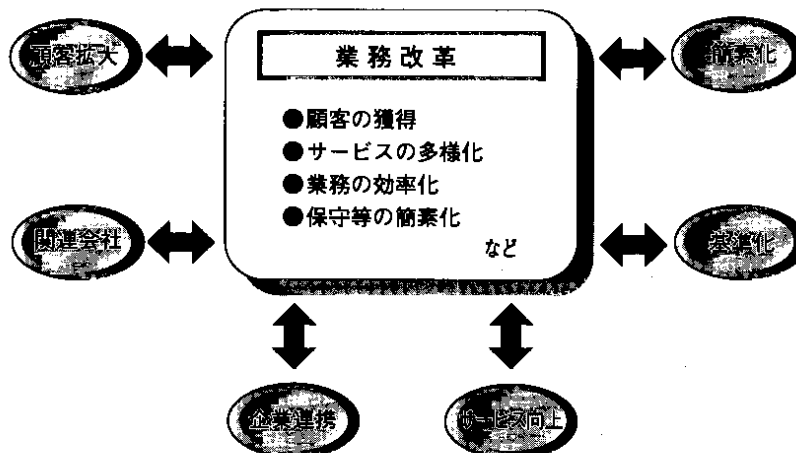 顧客拡大
業務改革
簡素化
●顧客の獲得
●サービスの多様化
●業務の効率化
●保守等の簡素化
など
関連会社
基準化
企業連携
サービス向上